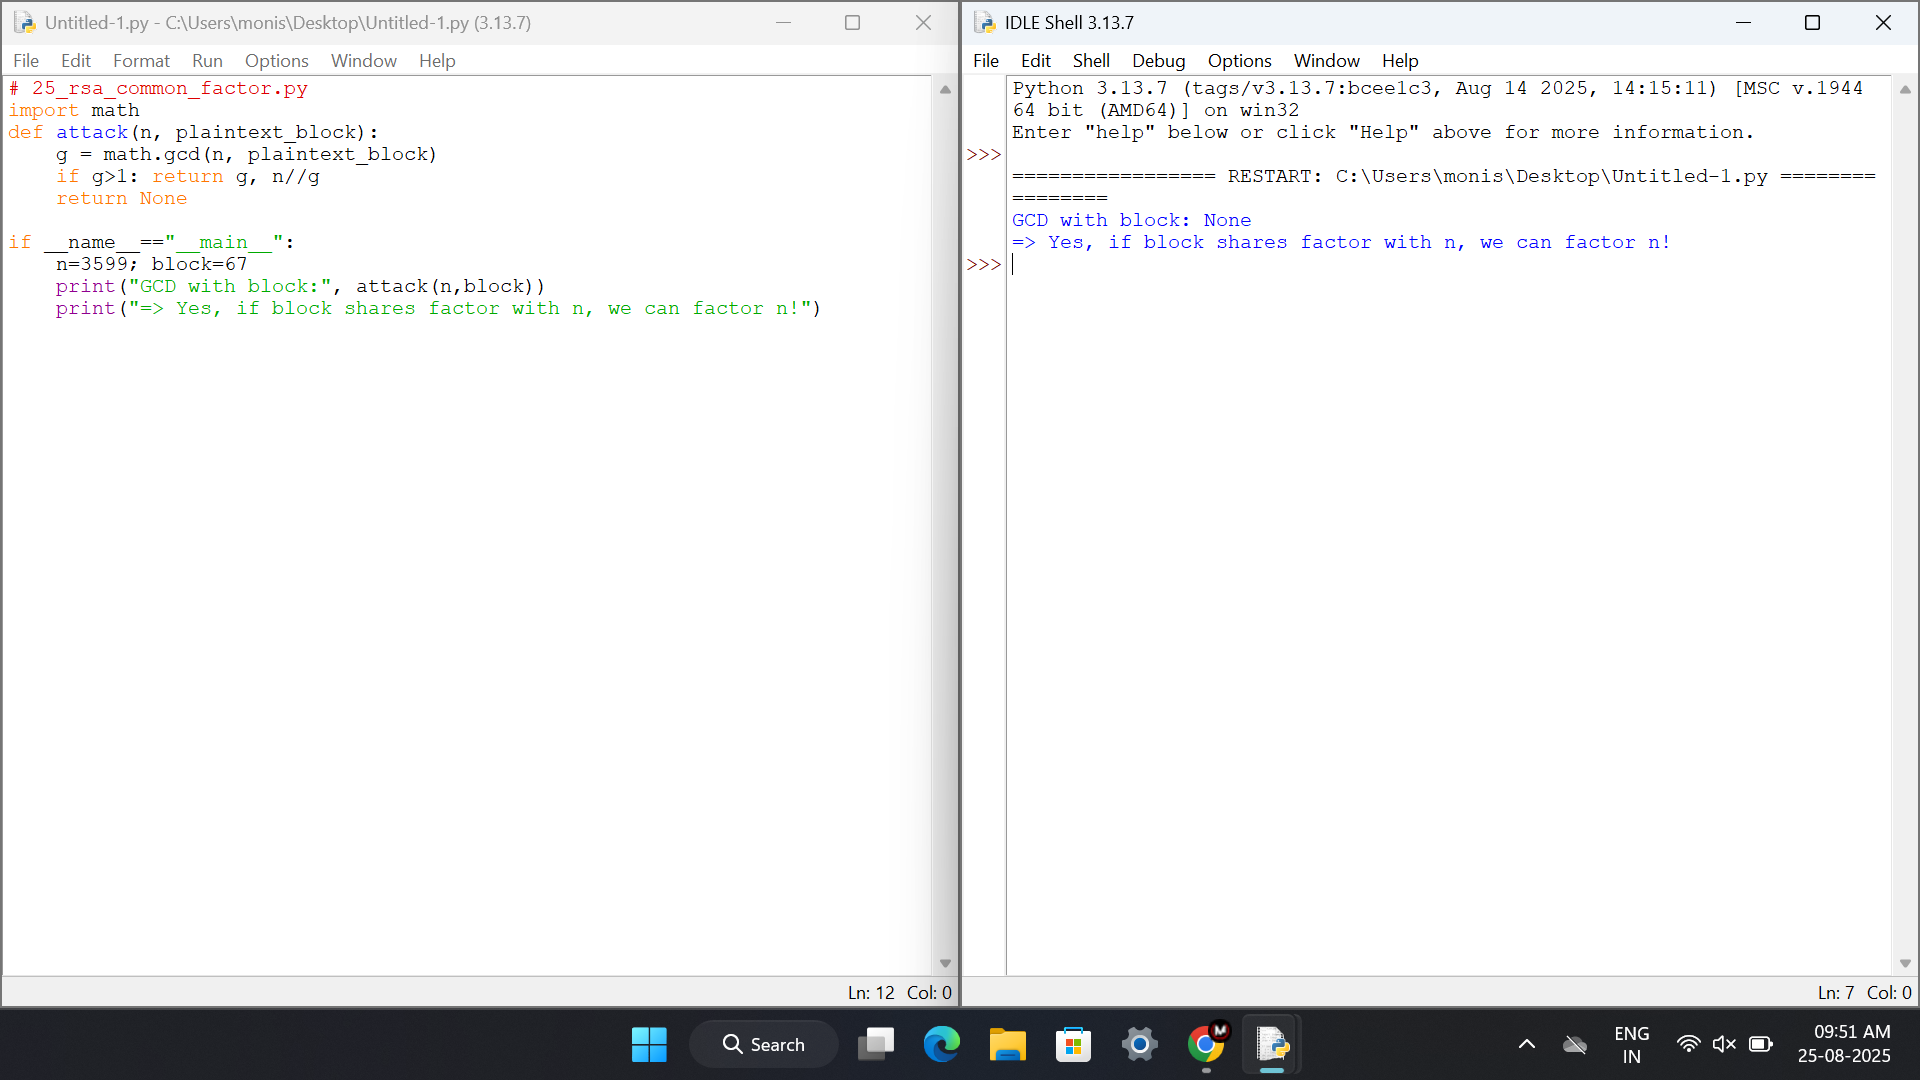 Untitled-1.py - C:\Users\monis\Desktop\Untitled-1.py (3.13.7)
File Edit Format Run Options Window Help
# 25_rsa_common_factor.py
import math
def attack(n, plaintext_block):
    g = math.gcd(n, plaintext_block)
    if g>1: return g, n//g
    return None

if __name__=="__main__":
    n=3599; block=67
    print("GCD with block:", attack(n,block))
    print("=> Yes, if block shares factor with n, we can factor n!")
Ln: 12 Col: 0
IDLE Shell 3.13.7
File Edit Shell Debug Options Window Help
Python 3.13.7 (tags/v3.13.7:bcee1c3, Aug 14 2025, 14:15:11) [MSC v.1944
64 bit (AMD64)] on win32
Enter "help" below or click "Help" above for more information.
>>>
================= RESTART: C:\Users\monis\Desktop\Untitled-1.py ========
========
GCD with block: None
=> Yes, if block shares factor with n, we can factor n!
>>>
Ln: 7 Col: 0
Search
M
ENG
IN
09:51 AM
25-08-2025